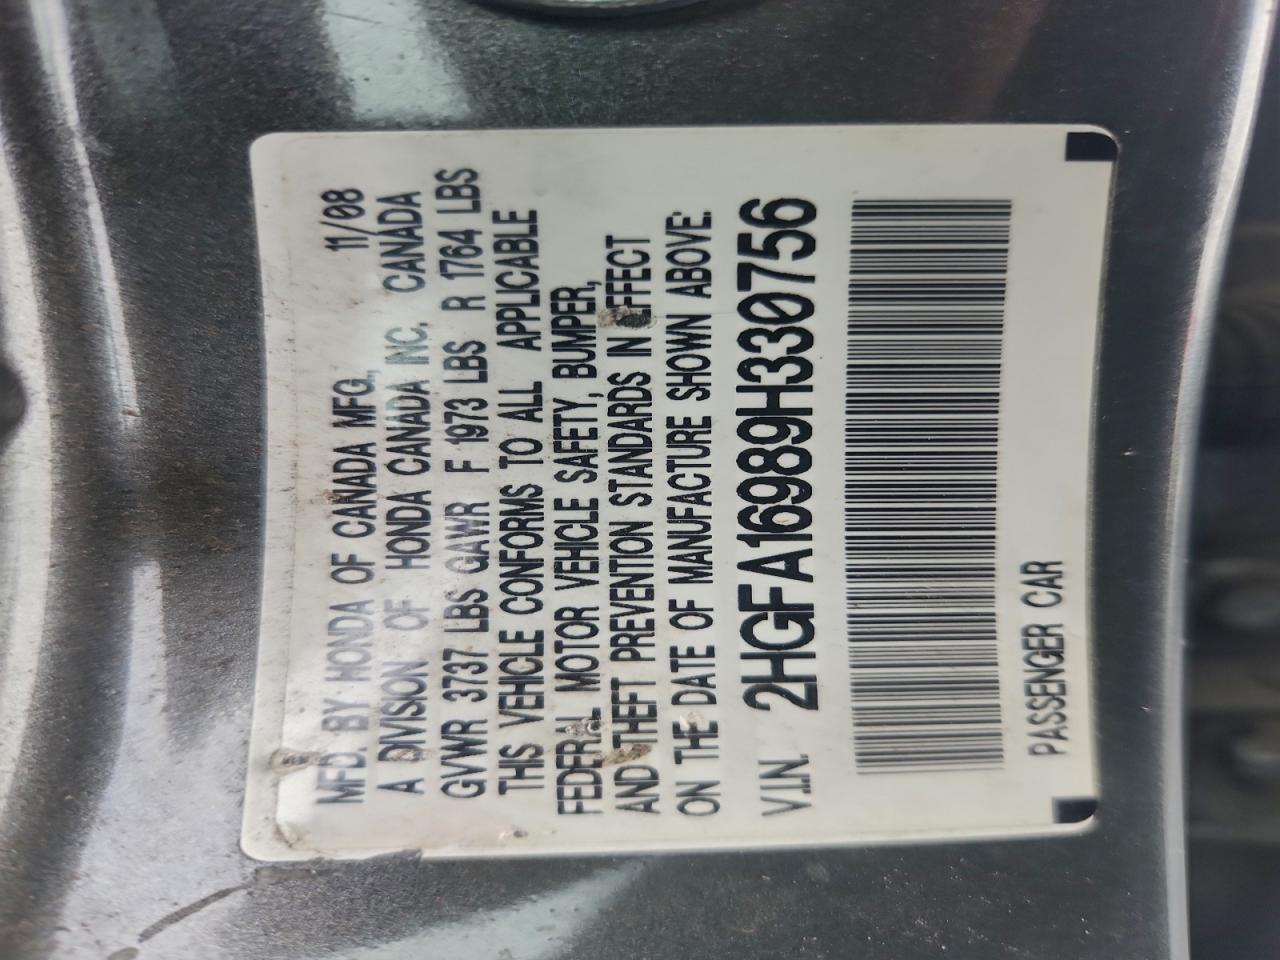 MFD. BY HONDA OF CANADA MFG., 11/08
A DIVISION OF HONDA CANADA INC, CANADA
GVWR 3737 LBS GAWR F 1973 LBS R 1764 LBS
THIS VEHICLE CONFORMS TO ALL APPLICABLE
FEDERAL MOTOR VEHICLE SAFETY, BUMPER,
AND THEFT PREVENTION STANDARDS IN EFFECT
ON THE DATE OF MANUFACTURE SHOWN ABOVE:
V.I.N. 2HGFA16989H330756
PASSENGER CAR